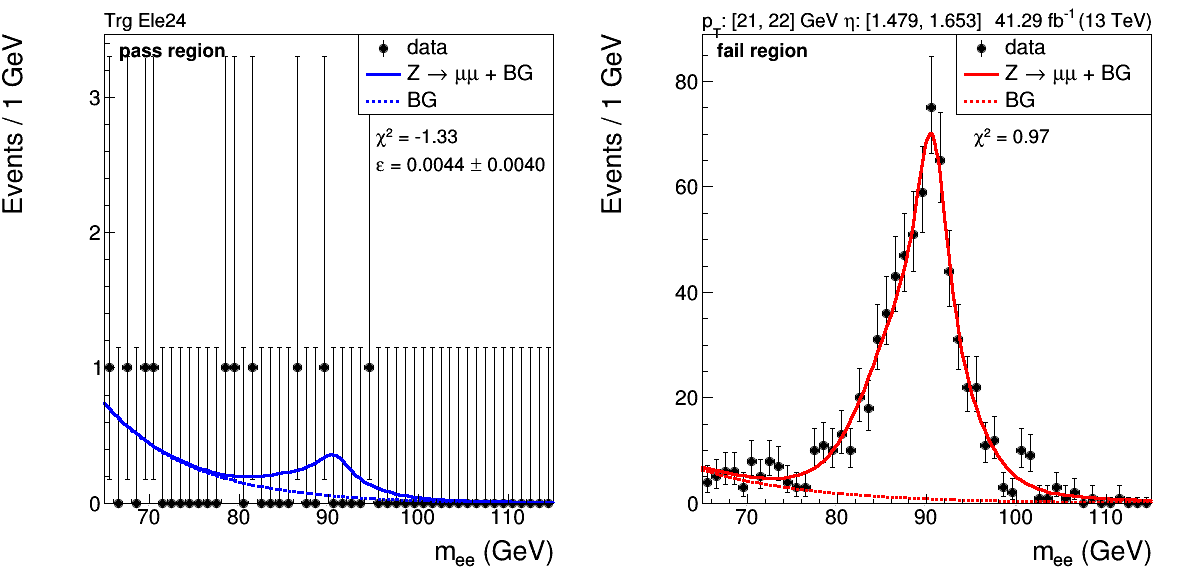 Trg Ele24
pass region
Events / 1 GeV
data
Z → μμ + BG
BG
χ² = -1.33
ε = 0.0044 ± 0.0040
3
2
1
0
70 80 90 100 110
m_ee (GeV)
p_T: [21, 22] GeV η: [1.479, 1.653] 41.29 fb⁻¹ (13 TeV)
fail region
Events / 1 GeV
data
Z → μμ + BG
BG
χ² = 0.97
80
60
40
20
0
70 80 90 100 110
m_ee (GeV)